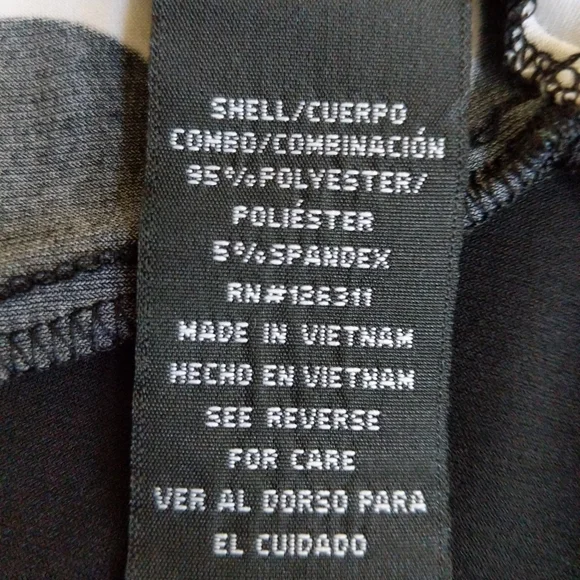 SHELL/CUERPO
COMBO/COMBINACIÓN
95%POLYESTER/
POLIÉSTER
5%SPANDEX
RN#126311
MADE IN VIETNAM
HECHO EN VIETNAM
SEE REVERSE
FOR CARE
VER AL DORSO PARA
EL CUIDADO